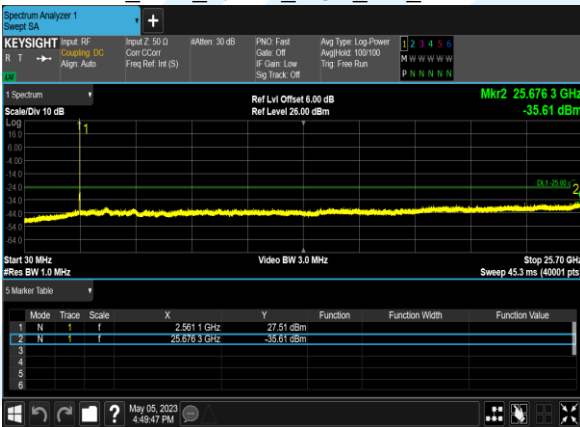 Spectrum Analyzer 1
Swept SA
+
KEYSIGHT Input: RF Input Z: 50 Ω #Atten: 30 dB PNO: Fast Avg Type: Log-Power 1 2 3 4 5 6
R T Coupling: DC Corr CCorr Gate: Off Avg|Hold: 100/100 M W W W W W
Align: Auto Freq Ref: Int (S) IF Gain: Low Trig: Free Run
Sig Track: Off P N N N N N
1 Spectrum
Ref Lvl Offset 6.00 dB Mkr2 25.676 3 GHz
Scale/Div 10 dB Ref Level 26.00 dBm -35.61 dBm
Log
16.0
6.00
-4.00
-14.0
-24.0
-34.0
-44.0
-54.0
-64.0
1
2
Start 30 MHz Video BW 3.0 MHz Stop 25.70 GHz
#Res BW 1.0 MHz Sweep 45.3 ms (40001 pts
5 Marker Table
Mode Trace Scale X Y Function Function Width Function Value
1 N 1 f 2.561 1 GHz 27.51 dBm
2 N 1 f 25.676 3 GHz -35.61 dBm
3
4
5
6
? May 05, 2023
4:49:47 PM